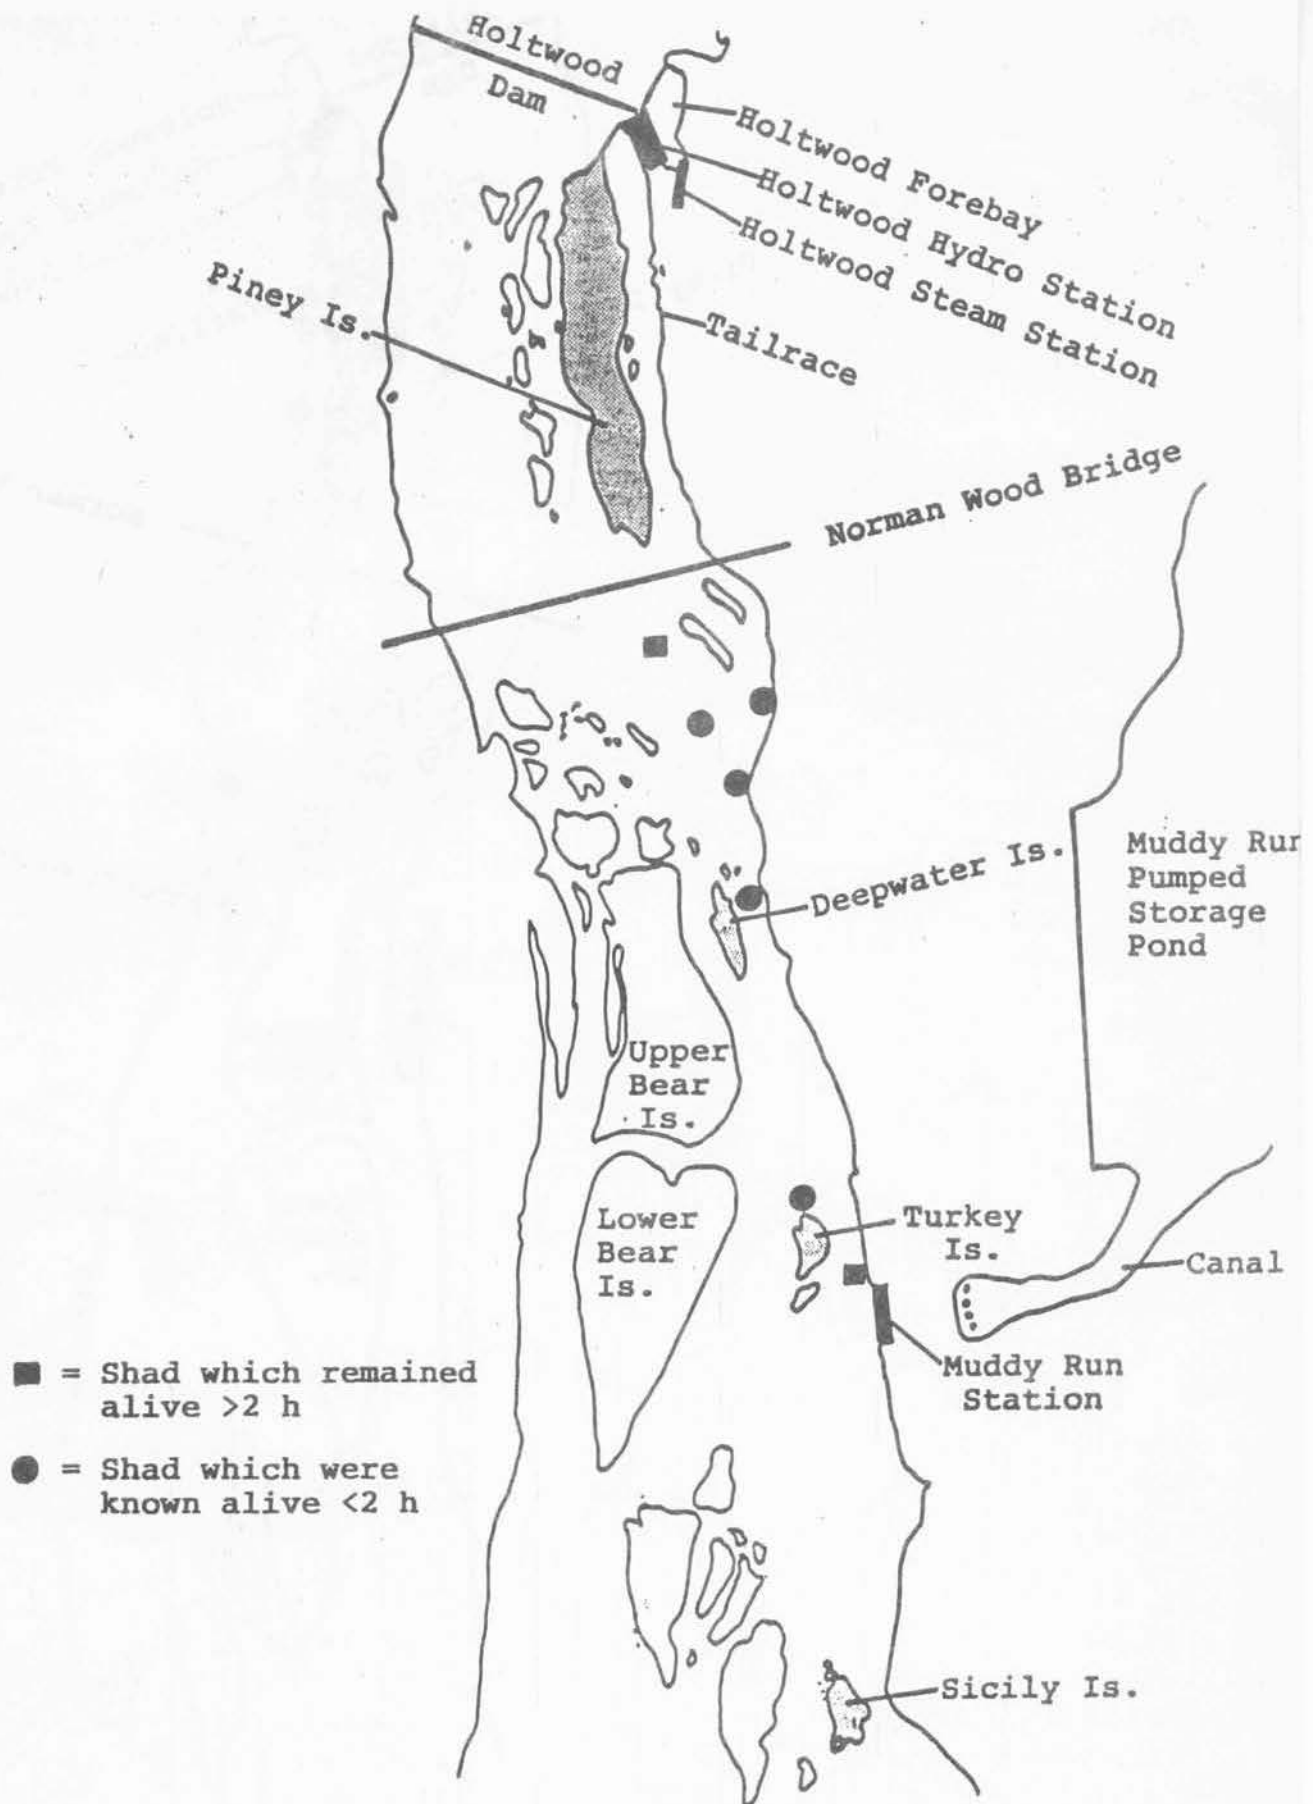 Holtwood
Dam
Holtwood Forebay
Holtwood Hydro Station
Holtwood Steam Station
Piney Is.
Tailrace
Norman Wood Bridge
Deepwater Is.
Muddy Run
Pumped
Storage
Pond
Upper
Bear
Is.
Lower
Bear
Is.
Turkey
Is.
Canal
■ = Shad which remained
alive >2 h
Muddy Run
Station
● = Shad which were
known alive <2 h
Sicily Is.